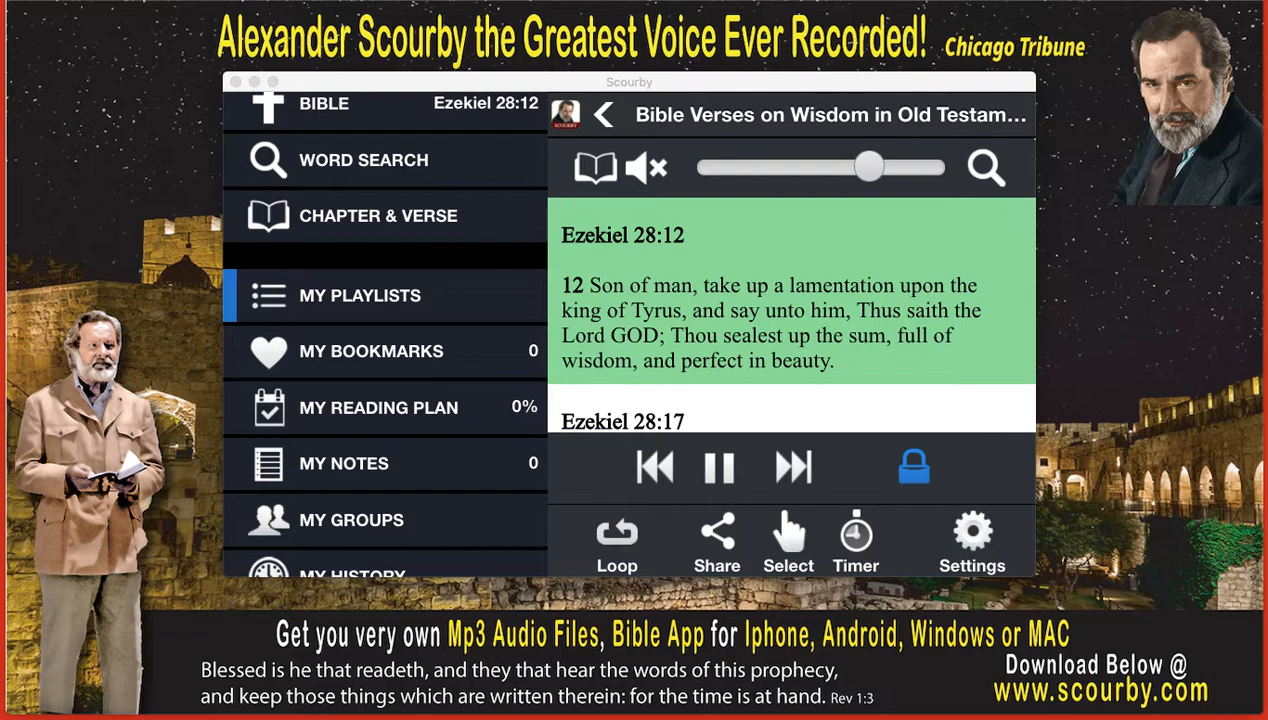 Alexander Scourby the Greatest Voice Ever Recorded! Chicago Tribune
Scourby
BIBLE Ezekiel 28:12
WORD SEARCH
CHAPTER & VERSE
MY PLAYLISTS
MY BOOKMARKS 0
MY READING PLAN 0%
MY NOTES 0
MY GROUPS
MY HISTORY
SCOURBY
Bible Verses on Wisdom in Old Testam...
Ezekiel 28:12
12 Son of man, take up a lamentation upon the
king of Tyrus, and say unto him, Thus saith the
Lord GOD; Thou sealest up the sum, full of
wisdom, and perfect in beauty.
Ezekiel 28:17
Loop Share Select Timer Settings
Get you very own Mp3 Audio Files, Bible App for Iphone, Android, Windows or MAC
Blessed is he that readeth, and they that hear the words of this prophecy,
and keep those things which are written therein: for the time is at hand. Rev 1:3
Download Below @
www.scourby.com